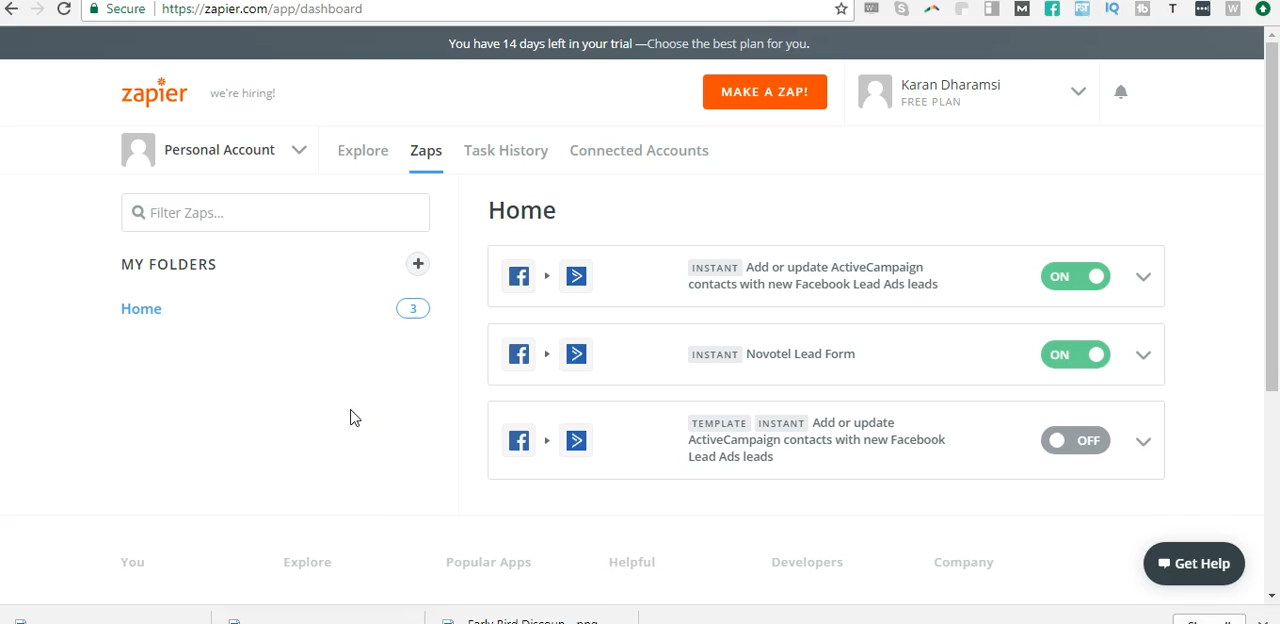 Secure https://zapier.com/app/dashboard
You have 14 days left in your trial —Choose the best plan for you.
zapier we're hiring!
MAKE A ZAP!
Karan Dharamsi
FREE PLAN
Personal Account
Explore Zaps Task History Connected Accounts
Filter Zaps...
MY FOLDERS +
Home 3
Home
INSTANT Add or update ActiveCampaign
contacts with new Facebook Lead Ads leads
ON
INSTANT Novotel Lead Form
ON
TEMPLATE INSTANT Add or update
ActiveCampaign contacts with new Facebook
Lead Ads leads
OFF
You Explore Popular Apps Helpful Developers Company
Get Help
Early Bird Discoun....png